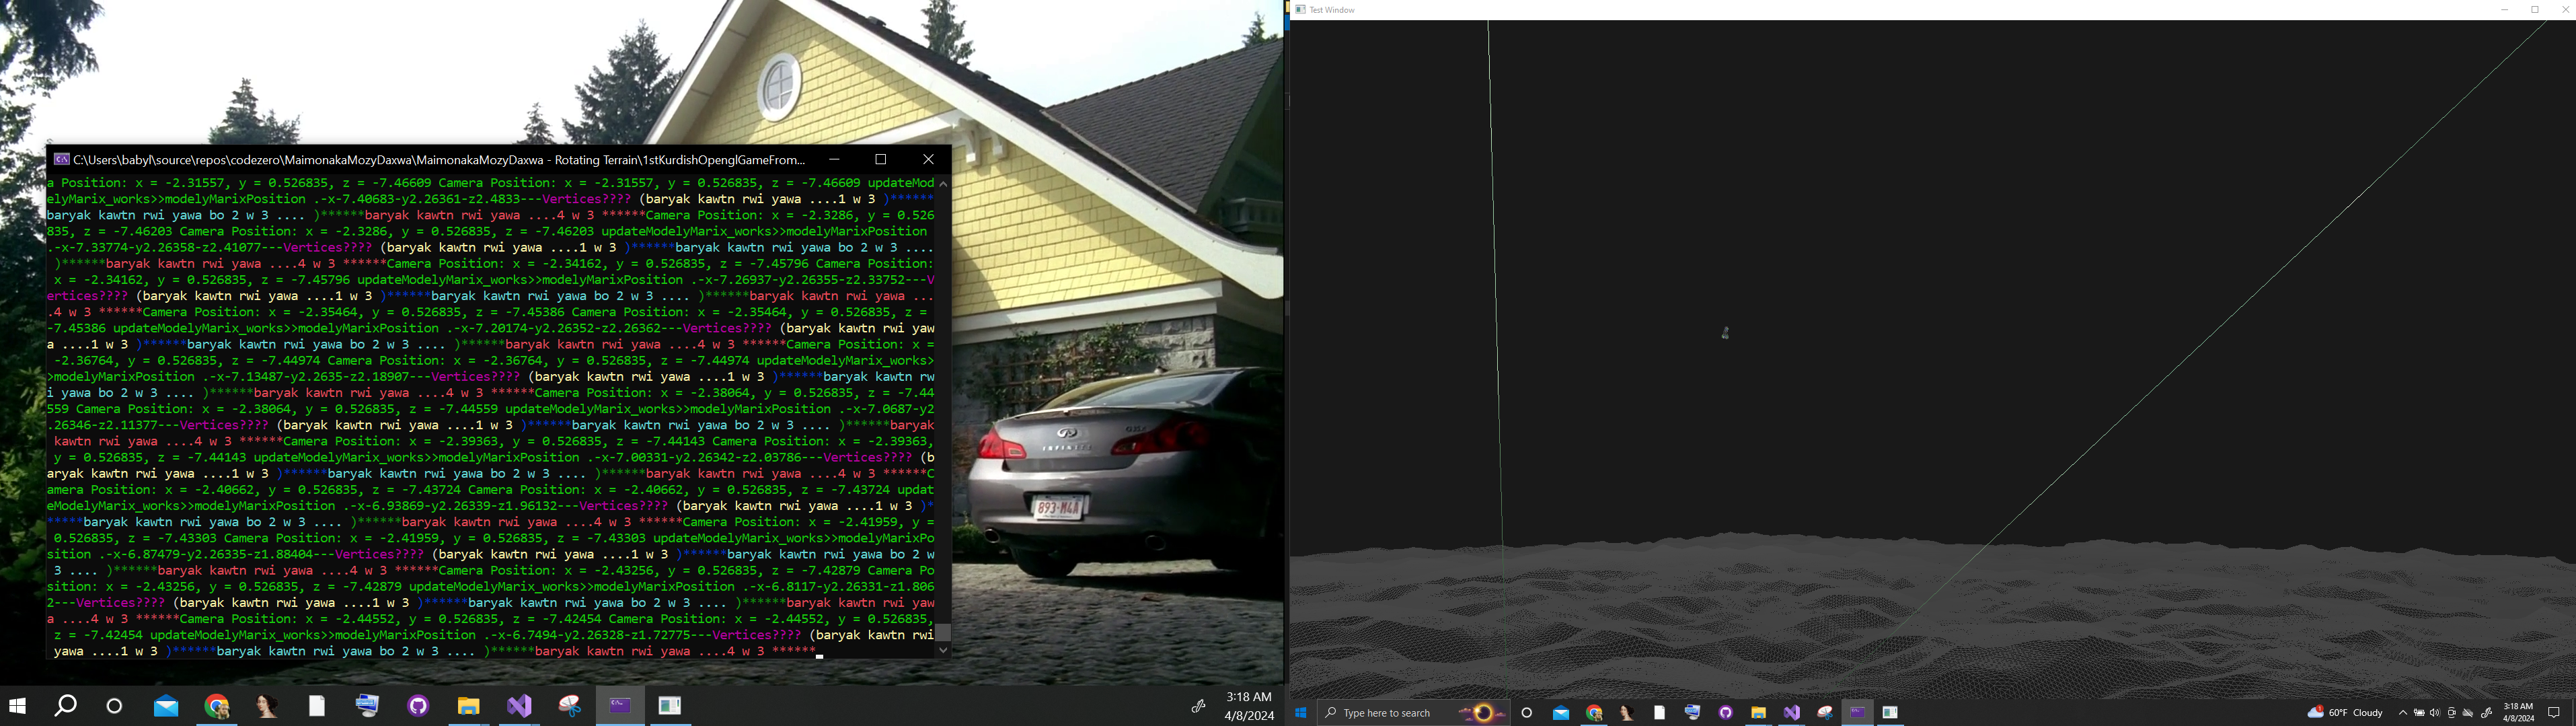 C:\Users\babyl\source\repos\codezero\MaimonakaMozyDaxwa\MaimonakaMozyDaxwa - Rotating Terrain\1stKurdishOpenglGameFrom...
a Position: x = -2.31557, y = 0.526835, z = -7.46609 Camera Position: x = -2.31557, y = 0.526835, z = -7.46609 updateMod
elyMarix_works>>modelyMarixPosition .-x-7.40683-y2.26361-z2.4833---Vertices???? (baryak kawtn rwi yawa ....1 w 3 )******
baryak kawtn rwi yawa bo 2 w 3 .... )******baryak kawtn rwi yawa ....4 w 3 ******Camera Position: x = -2.3286, y = 0.526
835, z = -7.46203 Camera Position: x = -2.3286, y = 0.526835, z = -7.46203 updateModelyMarix_works>>modelyMarixPosition
.-x-7.33774-y2.26358-z2.41077---Vertices???? (baryak kawtn rwi yawa ....1 w 3 )******baryak kawtn rwi yawa bo 2 w 3 ....
)******baryak kawtn rwi yawa ....4 w 3 ******Camera Position: x = -2.34162, y = 0.526835, z = -7.45796 Camera Position:
x = -2.34162, y = 0.526835, z = -7.45796 updateModelyMarix_works>>modelyMarixPosition .-x-7.26937-y2.26355-z2.33752---V
ertices???? (baryak kawtn rwi yawa ....1 w 3 )******baryak kawtn rwi yawa bo 2 w 3 .... )******baryak kawtn rwi yawa ...
.4 w 3 ******Camera Position: x = -2.35464, y = 0.526835, z = -7.45386 Camera Position: x = -2.35464, y = 0.526835, z =
-7.45386 updateModelyMarix_works>>modelyMarixPosition .-x-7.20174-y2.26352-z2.26362---Vertices???? (baryak kawtn rwi yaw
a ....1 w 3 )******baryak kawtn rwi yawa bo 2 w 3 .... )******baryak kawtn rwi yawa ....4 w 3 ******Camera Position: x =
-2.36764, y = 0.526835, z = -7.44974 Camera Position: x = -2.36764, y = 0.526835, z = -7.44974 updateModelyMarix_works>
>modelyMarixPosition .-x-7.13487-y2.2635-z2.18907---Vertices???? (baryak kawtn rwi yawa ....1 w 3 )******baryak kawtn rw
i yawa bo 2 w 3 .... )******baryak kawtn rwi yawa ....4 w 3 ******Camera Position: x = -2.38064, y = 0.526835, z = -7.44
559 Camera Position: x = -2.38064, y = 0.526835, z = -7.44559 updateModelyMarix_works>>modelyMarixPosition .-x-7.0687-y2
.26346-z2.11377---Vertices???? (baryak kawtn rwi yawa ....1 w 3 )******baryak kawtn rwi yawa bo 2 w 3 .... )******baryak
kawtn rwi yawa ....4 w 3 ******Camera Position: x = -2.39363, y = 0.526835, z = -7.44143 Camera Position: x = -2.39363,
y = 0.526835, z = -7.44143 updateModelyMarix_works>>modelyMarixPosition .-x-7.00331-y2.26342-z2.03786---Vertices???? (b
aryak kawtn rwi yawa ....1 w 3 )******baryak kawtn rwi yawa bo 2 w 3 .... )******baryak kawtn rwi yawa ....4 w 3 ******C
amera Position: x = -2.40662, y = 0.526835, z = -7.43724 Camera Position: x = -2.40662, y = 0.526835, z = -7.43724 updat
eModelyMarix_works>>modelyMarixPosition .-x-6.93869-y2.26339-z1.96132---Vertices???? (baryak kawtn rwi yawa ....1 w 3 )*
*****baryak kawtn rwi yawa bo 2 w 3 .... )******baryak kawtn rwi yawa ....4 w 3 ******Camera Position: x = -2.41959, y =
0.526835, z = -7.43303 Camera Position: x = -2.41959, y = 0.526835, z = -7.43303 updateModelyMarix_works>>modelyMarixPo
sition .-x-6.87479-y2.26335-z1.88404---Vertices???? (baryak kawtn rwi yawa ....1 w 3 )******baryak kawtn rwi yawa bo 2 w
3 .... )******baryak kawtn rwi yawa ....4 w 3 ******Camera Position: x = -2.43256, y = 0.526835, z = -7.42879 Camera Po
sition: x = -2.43256, y = 0.526835, z = -7.42879 updateModelyMarix_works>>modelyMarixPosition .-x-6.8117-y2.26331-z1.806
2---Vertices???? (baryak kawtn rwi yawa ....1 w 3 )******baryak kawtn rwi yawa bo 2 w 3 .... )******baryak kawtn rwi yaw
a ....4 w 3 ******Camera Position: x = -2.44552, y = 0.526835, z = -7.42454 Camera Position: x = -2.44552, y = 0.526835,
z = -7.42454 updateModelyMarix_works>>modelyMarixPosition .-x-6.7494-y2.26328-z1.72775---Vertices???? (baryak kawtn rwi
yawa ....1 w 3 )******baryak kawtn rwi yawa bo 2 w 3 .... )******baryak kawtn rwi yawa ....4 w 3 ******
INFINITI
893-M4A
3:18 AM
4/8/2024
Test Window
Type here to search
60°F Cloudy
3:18 AM
4/8/2024